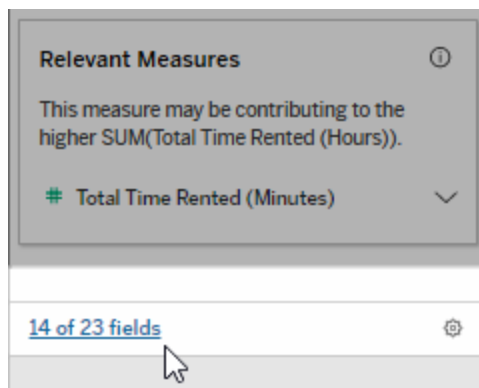 Relevant Measures
This measure may be contributing to the
higher SUM(Total Time Rented (Hours)).
# Total Time Rented (Minutes)
14 of 23 fields